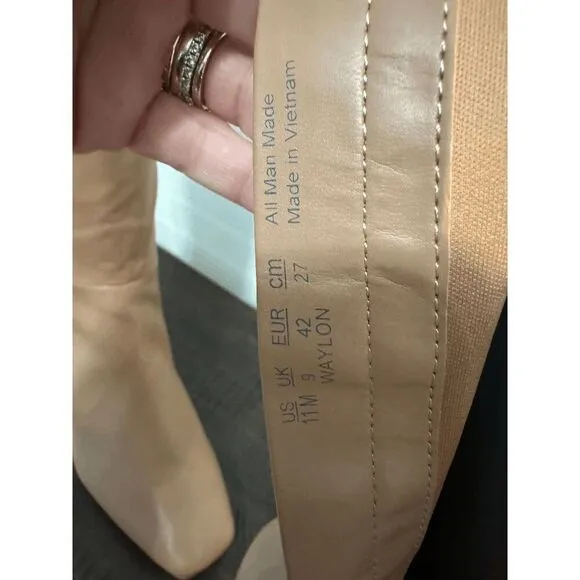 All Man Made
Made in Vietnam
US UK EUR cm
11M 9 42 27
WAYLON